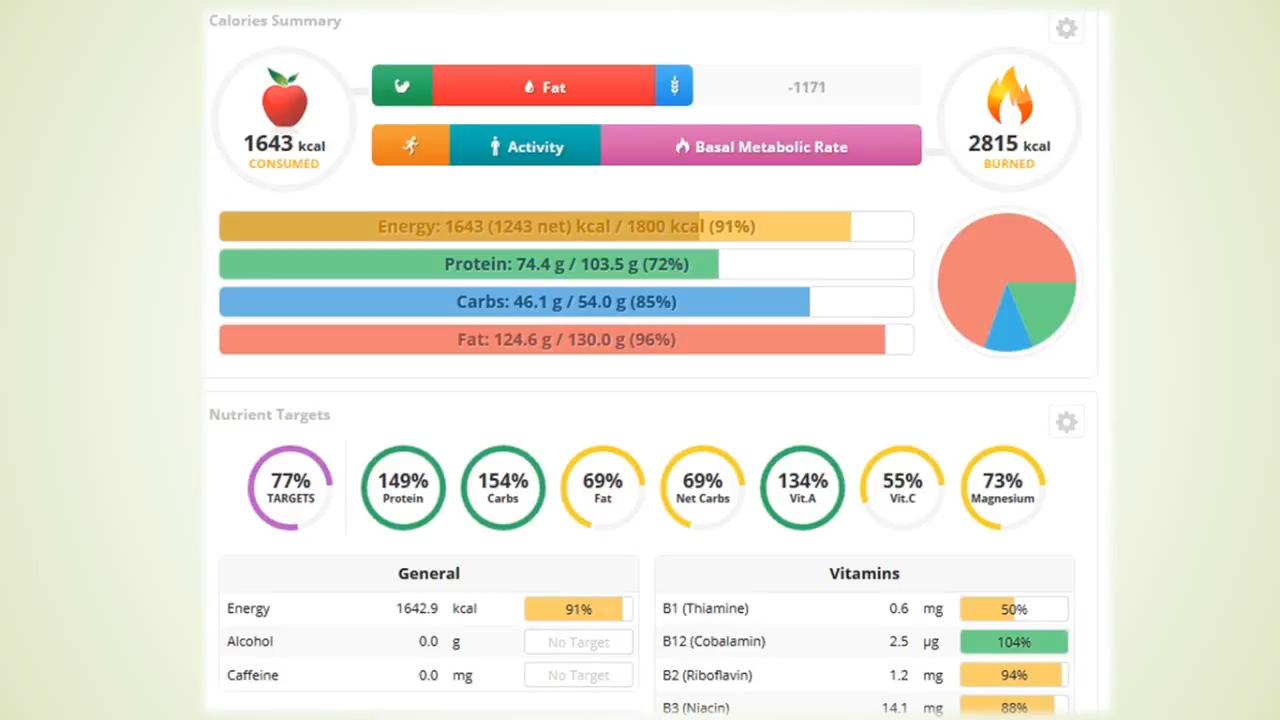 Calories Summary
1643 kcal
CONSUMED
Fat
-1171
Activity
Basal Metabolic Rate
2815 kcal
BURNED
Energy: 1643 (1243 net) kcal / 1800 kcal (91%)
Protein: 74.4 g / 103.5 g (72%)
Carbs: 46.1 g / 54.0 g (85%)
Fat: 124.6 g / 130.0 g (96%)
Nutrient Targets
77% TARGETS
149% Protein
154% Carbs
69% Fat
69% Net Carbs
134% Vit.A
55% Vit.C
73% Magnesium
General
Energy 1642.9 kcal 91%
Alcohol 0.0 g No Target
Caffeine 0.0 mg No Target
Vitamins
B1 (Thiamine) 0.6 mg 50%
B12 (Cobalamin) 2.5 µg 104%
B2 (Riboflavin) 1.2 mg 94%
B3 (Niacin) 14.1 mg 88%